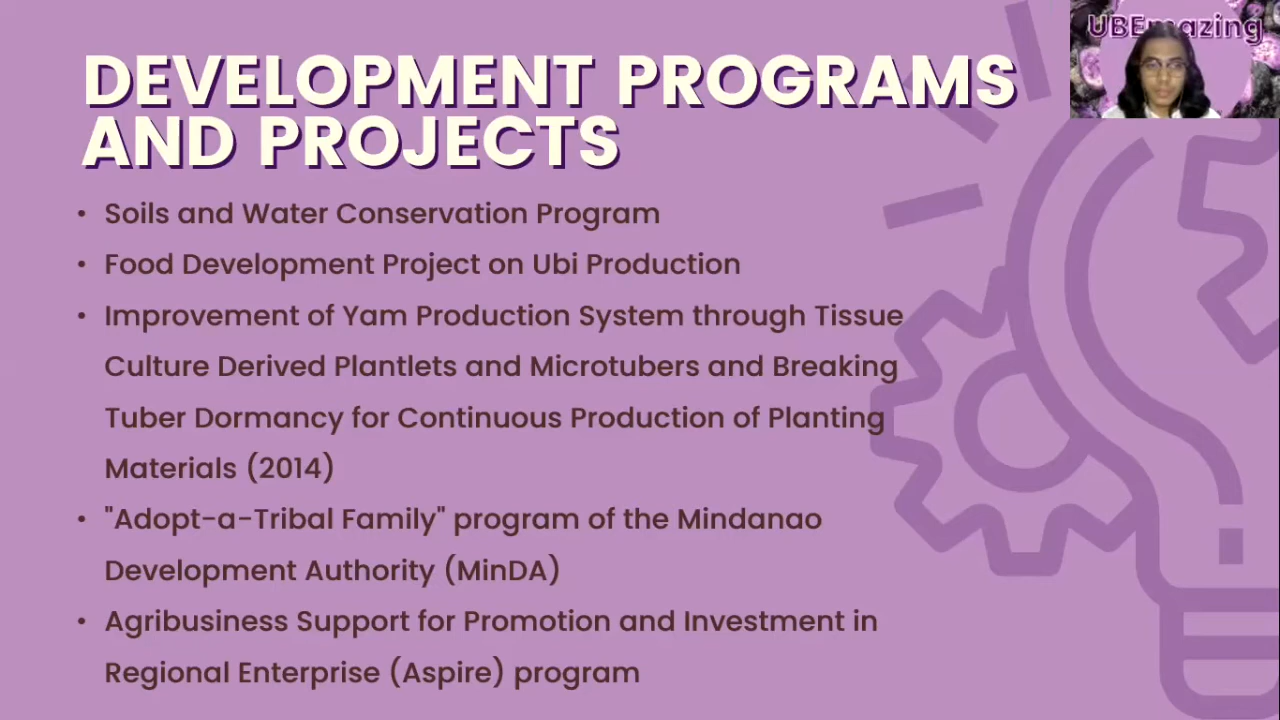 UBEmazing
DEVELOPMENT PROGRAMS
AND PROJECTS
• Soils and Water Conservation Program
• Food Development Project on Ubi Production
• Improvement of Yam Production System through Tissue
Culture Derived Plantlets and Microtubers and Breaking
Tuber Dormancy for Continuous Production of Planting
Materials (2014)
• "Adopt-a-Tribal Family" program of the Mindanao
Development Authority (MinDA)
• Agribusiness Support for Promotion and Investment in
Regional Enterprise (Aspire) program